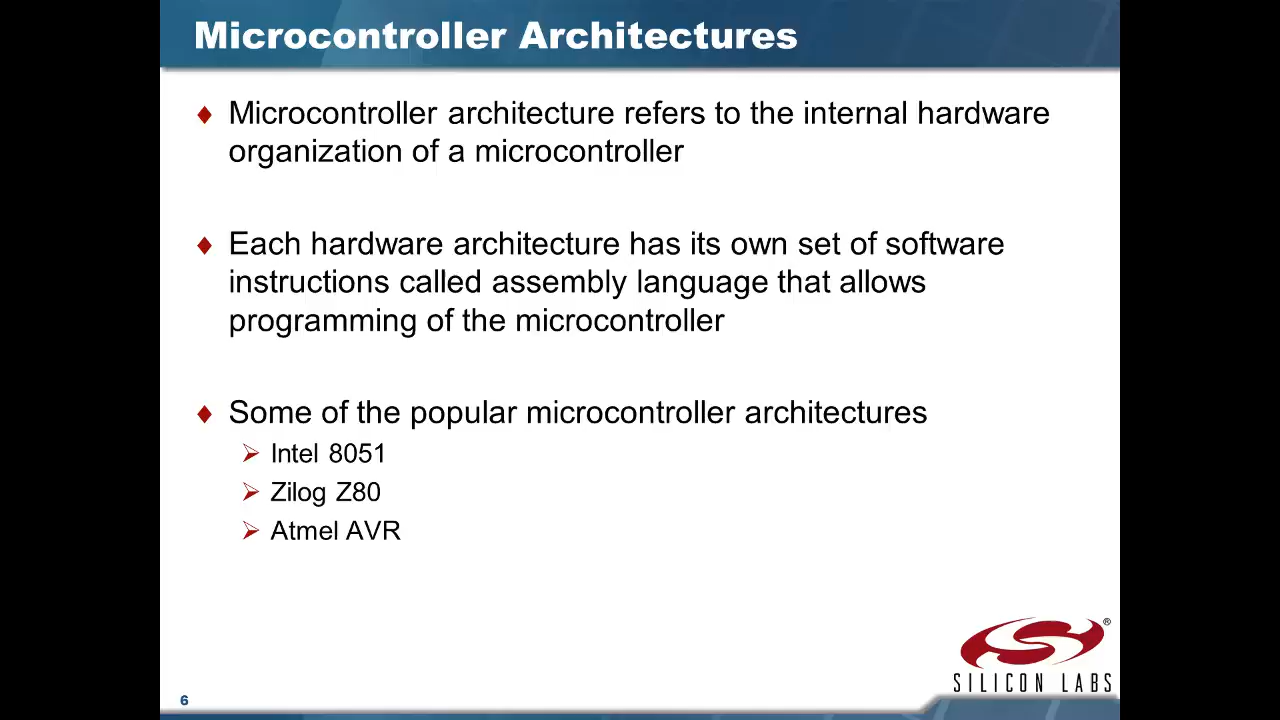 Microcontroller Architectures
♦ Microcontroller architecture refers to the internal hardware
organization of a microcontroller
♦ Each hardware architecture has its own set of software
instructions called assembly language that allows
programming of the microcontroller
♦ Some of the popular microcontroller architectures
➢ Intel 8051
➢ Zilog Z80
➢ Atmel AVR
®
SILICON LABS
6